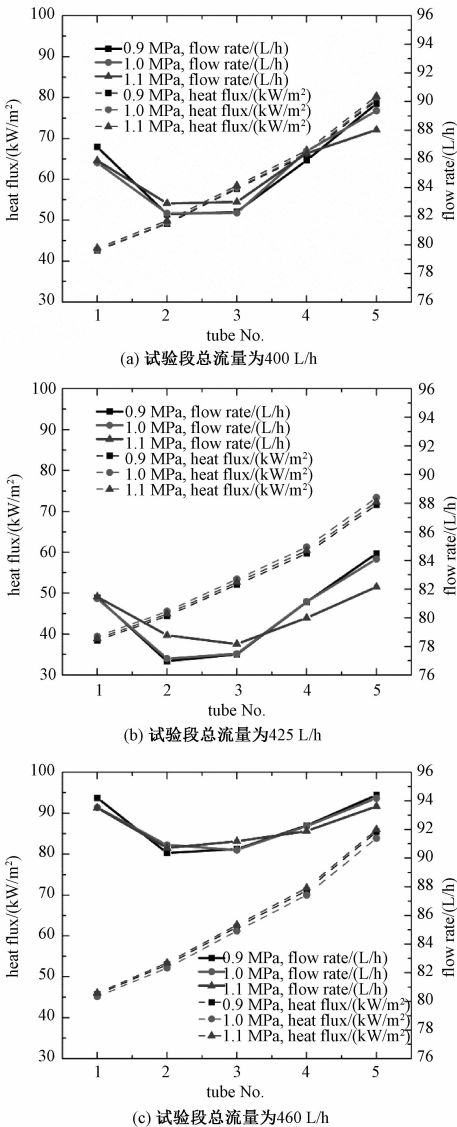 100
90
80
70
60
50
40
30
heat flux/(kW/m²)
96
94
92
90
88
86
84
82
80
78
76
flow rate/(L/h)
0.9 MPa, flow rate/(L/h)
1.0 MPa, flow rate/(L/h)
1.1 MPa, flow rate/(L/h)
0.9 MPa, heat flux/(kW/m²)
1.0 MPa, heat flux/(kW/m²)
1.1 MPa, heat flux/(kW/m²)
1 2 3 4 5
tube No.
(a) 试验段总流量为400 L/h
100
90
80
70
60
50
40
30
heat flux/(kW/m²)
96
94
92
90
88
86
84
82
80
78
76
flow rate/(L/h)
0.9 MPa, flow rate/(L/h)
1.0 MPa, flow rate/(L/h)
1.1 MPa, flow rate/(L/h)
0.9 MPa, heat flux/(kW/m²)
1.0 MPa, heat flux/(kW/m²)
1.1 MPa, heat flux/(kW/m²)
1 2 3 4 5
tube No.
(b) 试验段总流量为425 L/h
100
90
80
70
60
50
40
30
heat flux/(kW/m²)
96
94
92
90
88
86
84
82
80
78
76
flow rate/(L/h)
0.9 MPa, flow rate/(L/h)
1.0 MPa, flow rate/(L/h)
1.1 MPa, flow rate/(L/h)
0.9 MPa, heat flux/(kW/m²)
1.0 MPa, heat flux/(kW/m²)
1.1 MPa, heat flux/(kW/m²)
1 2 3 4 5
tube No.
(c) 试验段总流量为460 L/h